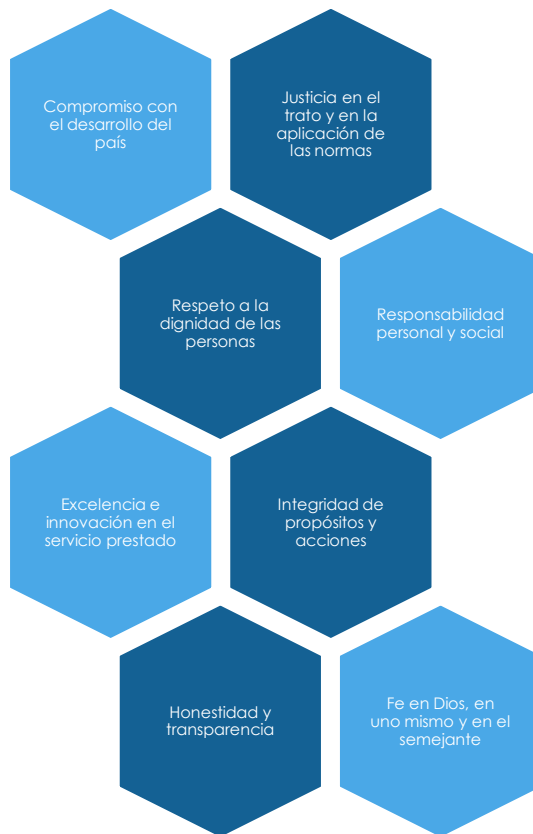 Compromiso con
el desarrollo del
país
Justicia en el
trato y en la
aplicación de
las normas
Respeto a la
dignidad de las
personas
Responsabilidad
personal y social
Excelencia e
innovación en el
servicio prestado
Integridad de
propósitos y
acciones
Honestidad y
transparencia
Fe en Dios, en
uno mismo y en el
semejante